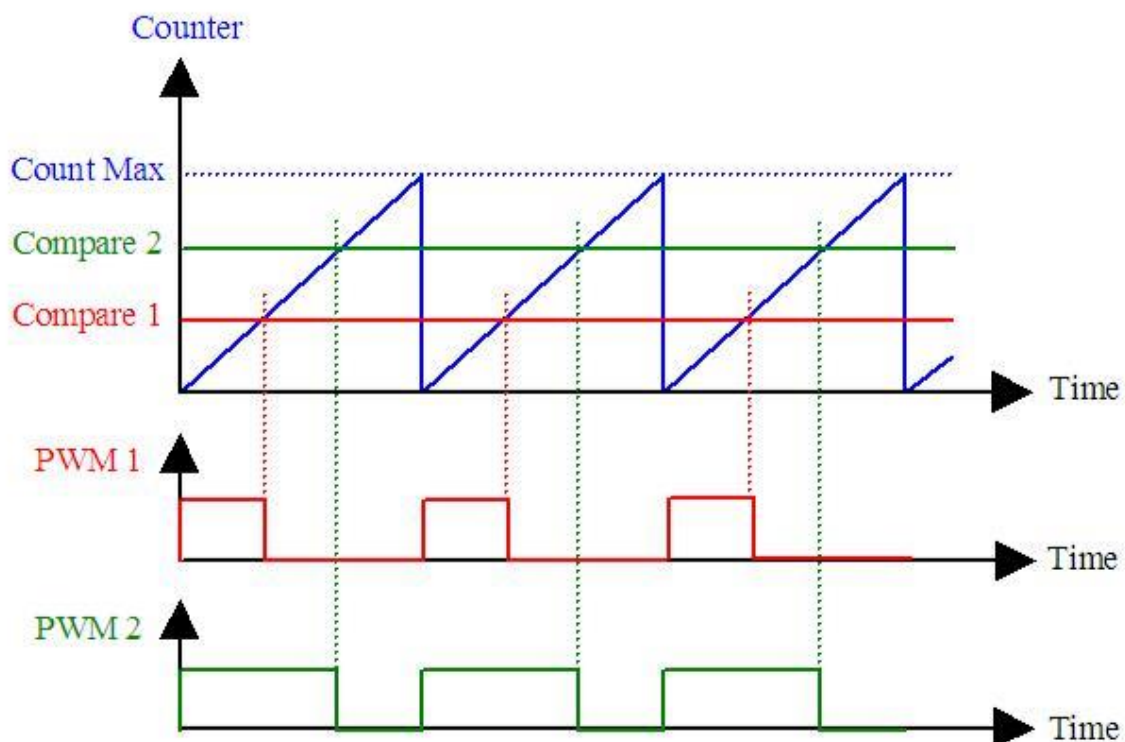 Counter
Count Max
Compare 2
Compare 1
Time
PWM 1
Time
PWM 2
Time